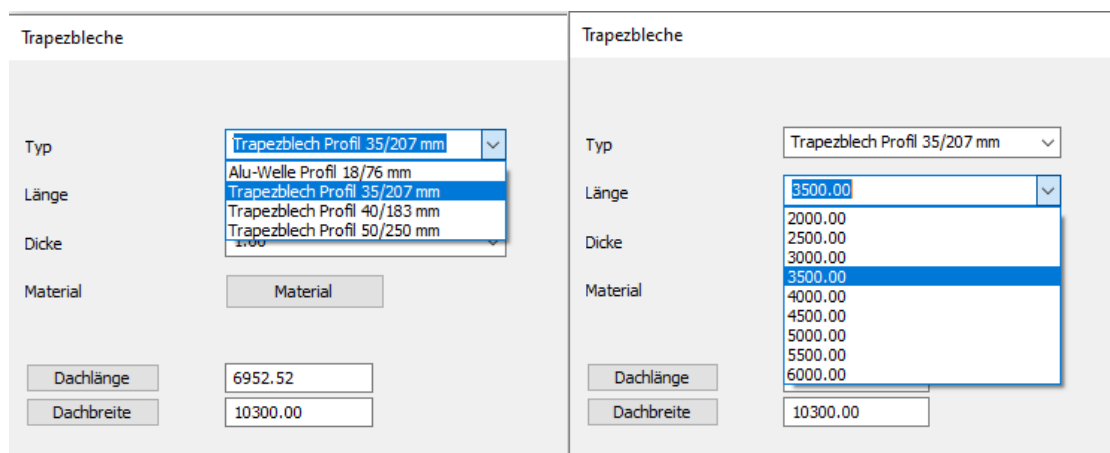 Trapezbleche
Typ
Trapezblech Profil 35/207 mm
Alu-Welle Profil 18/76 mm
Trapezblech Profil 35/207 mm
Trapezblech Profil 40/183 mm
Trapezblech Profil 50/250 mm
Länge
Dicke
1.00
Material
Material
Dachlänge
6952.52
Dachbreite
10300.00
Trapezbleche
Typ
Trapezblech Profil 35/207 mm
Länge
3500.00
2000.00
2500.00
3000.00
3500.00
4000.00
4500.00
5000.00
5500.00
6000.00
Dicke
Material
Dachlänge
Dachbreite
10300.00